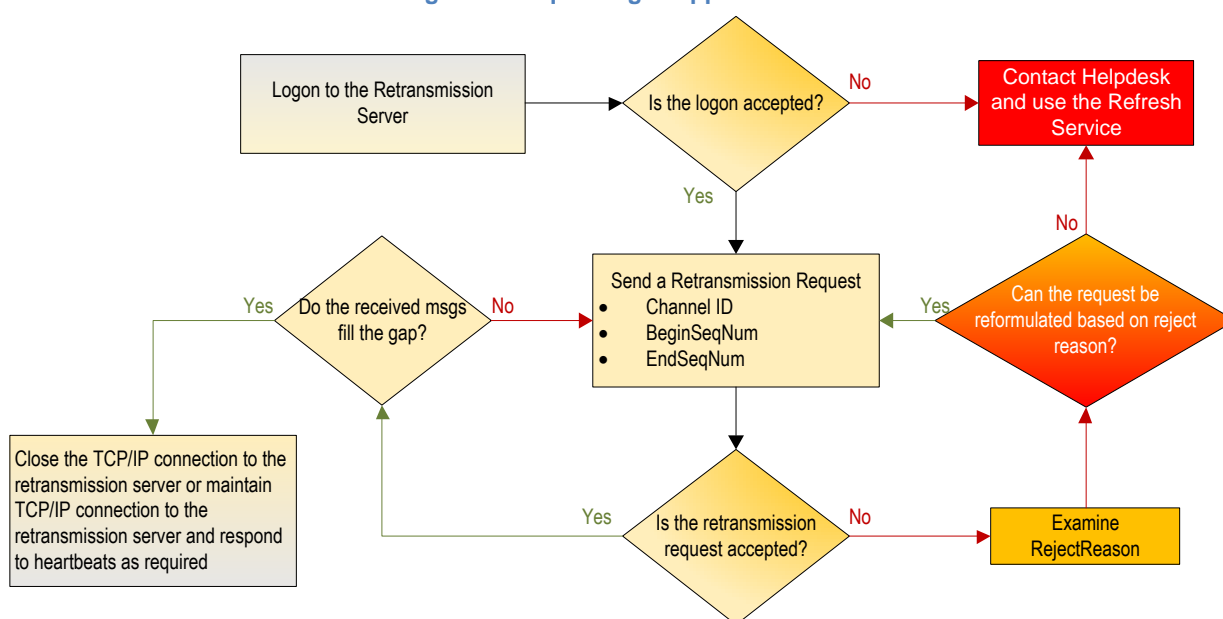 Logon to the Retransmission
Server
Is the logon accepted?
No
Contact Helpdesk
and use the Refresh
Service
Yes
No
Send a Retransmission Request
• Channel ID
• BeginSeqNum
• EndSeqNum
Yes
Do the received msgs
fill the gap?
No
Yes
Can the request be
reformulated based on reject
reason?
Close the TCP/IP connection to the
retransmission server or maintain
TCP/IP connection to the
retransmission server and respond
to heartbeats as required
Yes
Is the retransmission
request accepted?
No
Examine
RejectReason